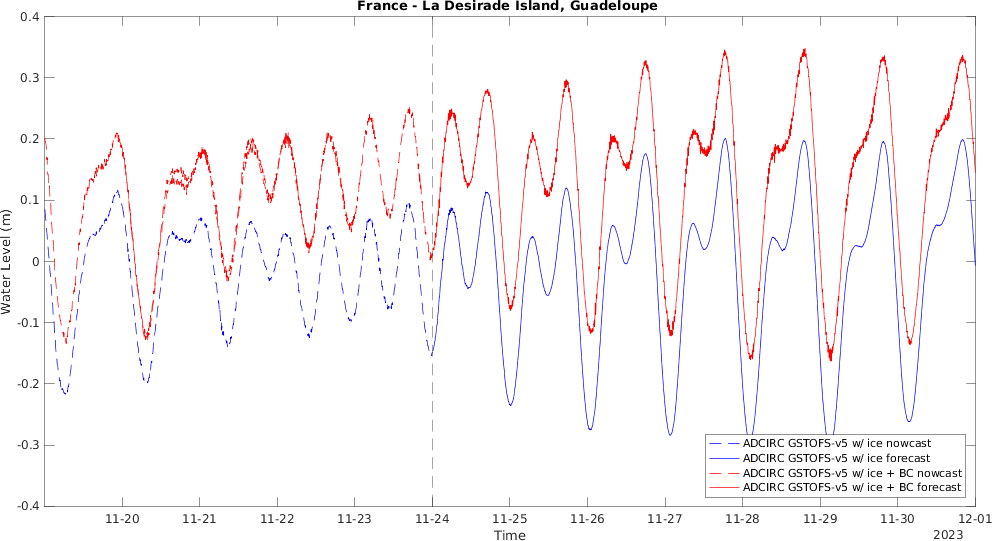 France - La Desirade Island, Guadeloupe
Water Level (m)
0.4
0.3
0.2
0.1
0
-0.1
-0.2
-0.3
-0.4
ADCIRC GSTOFS-v5 w/ ice nowcast
ADCIRC GSTOFS-v5 w/ ice forecast
ADCIRC GSTOFS-v5 w/ ice + BC nowcast
ADCIRC GSTOFS-v5 w/ ice + BC forecast
11-20 11-21 11-22 11-23 11-24 11-25 11-26 11-27 11-28 11-29 11-30 12-01
Time
2023